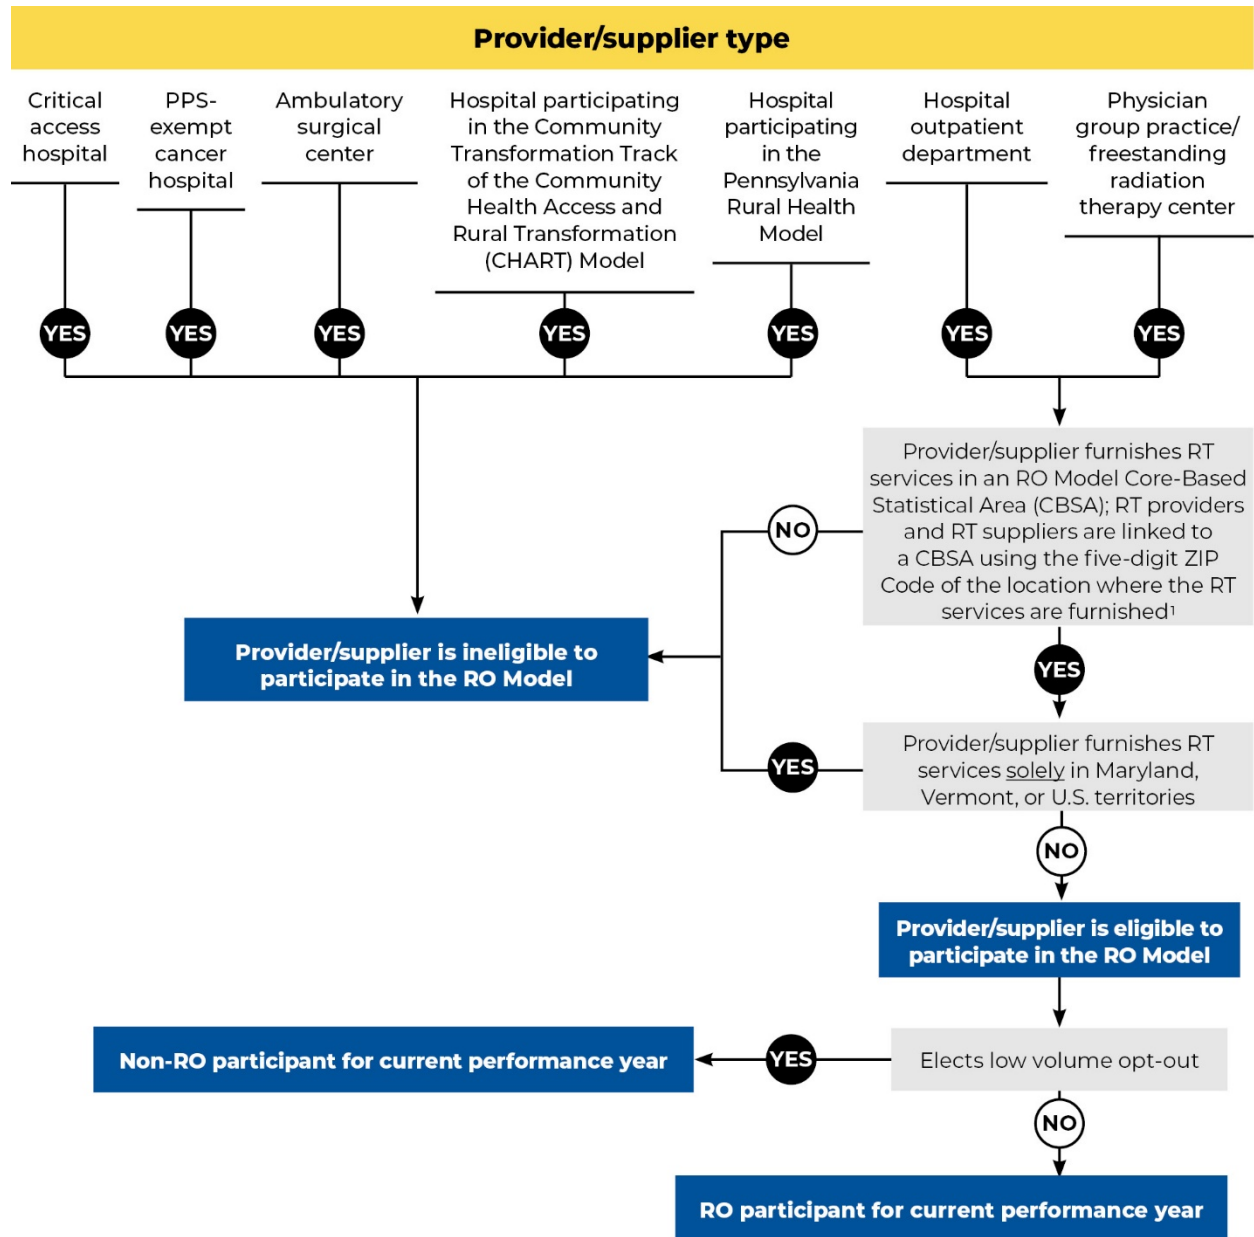 Provider/supplier type
Critical
access
hospital
PPS-
exempt
cancer
hospital
Ambulatory
surgical
center
Hospital participating
in the Community
Transformation Track
of the Community
Health Access and
Rural Transformation
(CHART) Model
Hospital
participating
in the
Pennsylvania
Rural Health
Model
Hospital
outpatient
department
Physician
group practice/
freestanding
radiation
therapy center
YES
YES
YES
YES
YES
YES
YES
Provider/supplier furnishes RT
services in an RO Model Core-Based
Statistical Area (CBSA); RT providers
and RT suppliers are linked to
a CBSA using the five-digit ZIP
Code of the location where the RT
services are furnished¹
NO
Provider/supplier is ineligible to
participate in the RO Model
YES
YES
Provider/supplier furnishes RT
services solely in Maryland,
Vermont, or U.S. territories
NO
Provider/supplier is eligible to
participate in the RO Model
Non-RO participant for current performance year
YES
Elects low volume opt-out
NO
RO participant for current performance year